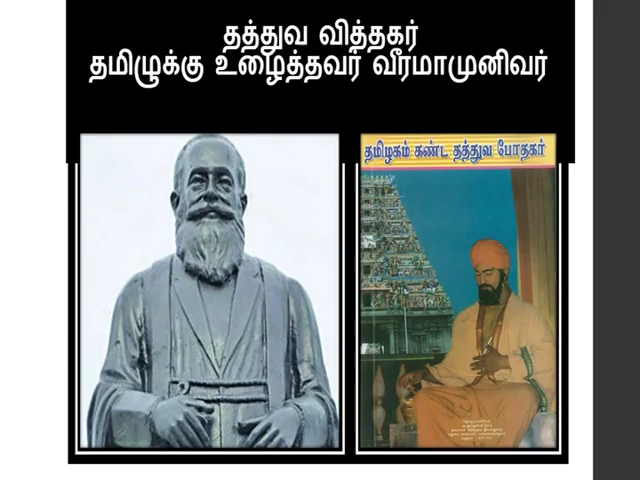 தத்துவ வித்தகர்
தமிழுக்கு உழைத்தவர் வீரமாமுனிவர்
தமிழகம் கண்ட தத்துவ போதகர்